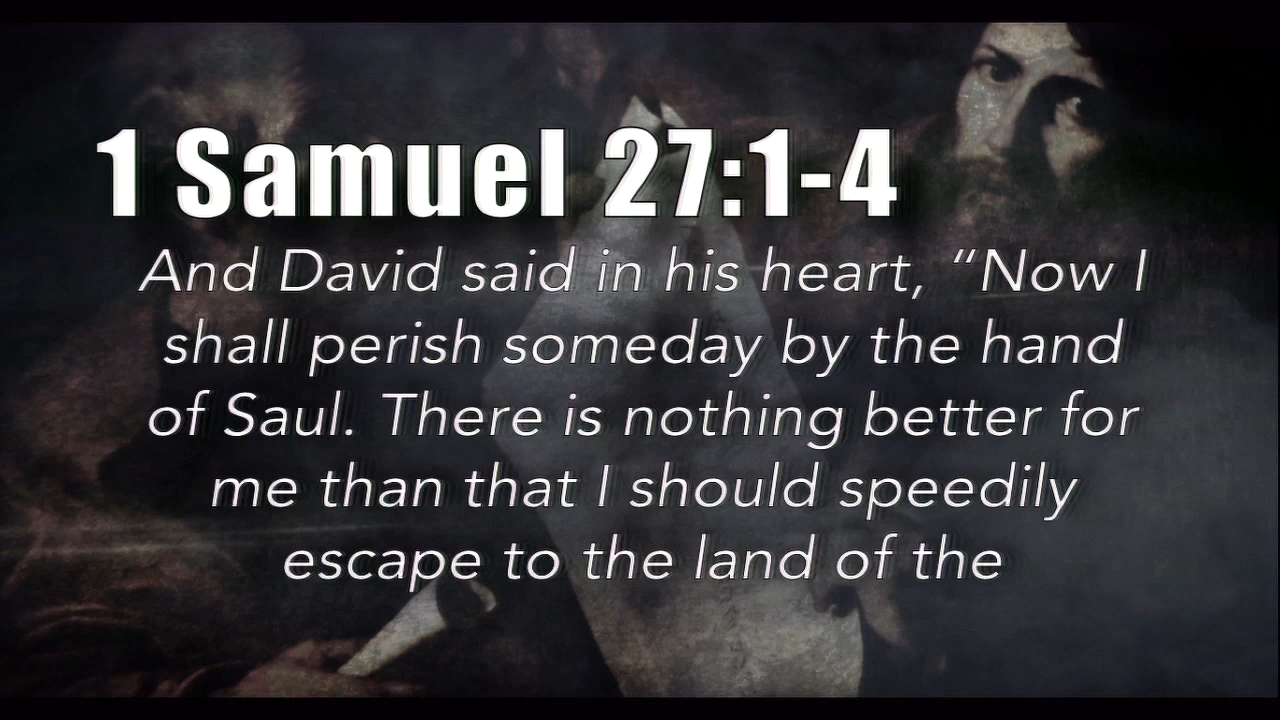 1 Samuel 27:1-4
And David said in his heart, “Now I
shall perish someday by the hand
of Saul. There is nothing better for
me than that I should speedily
escape to the land of the